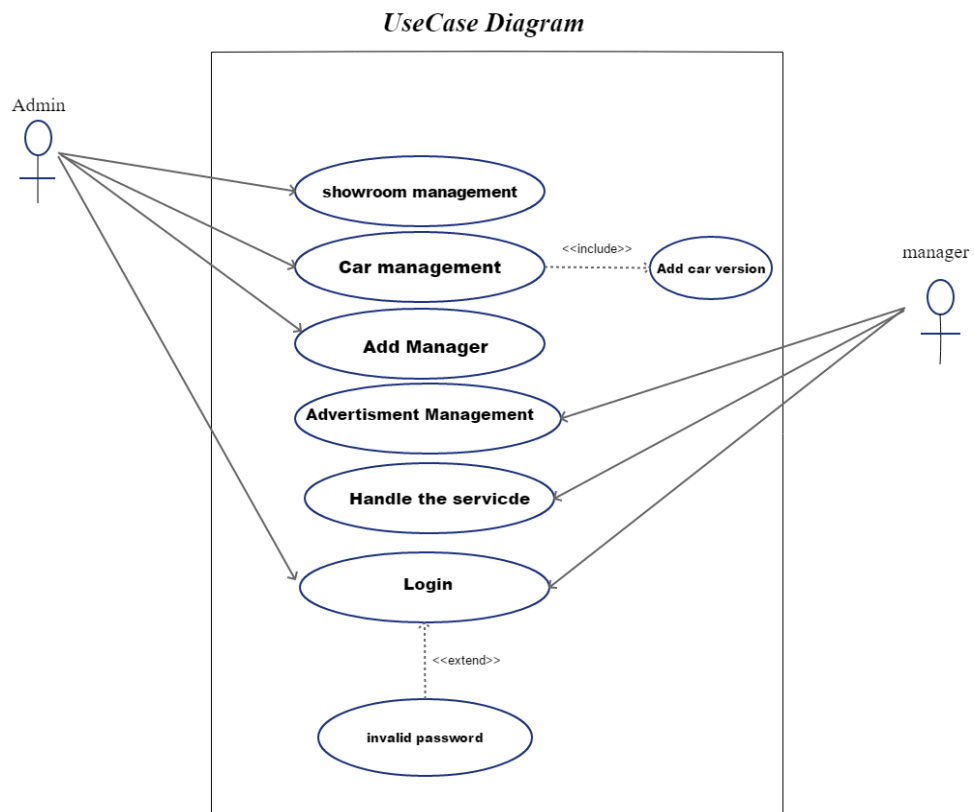 UseCase Diagram
Admin
showroom management
Car management
<<include>>
Add car version
manager
Add Manager
Advertisment Management
Handle the servicde
Login
<<extend>>
invalid password